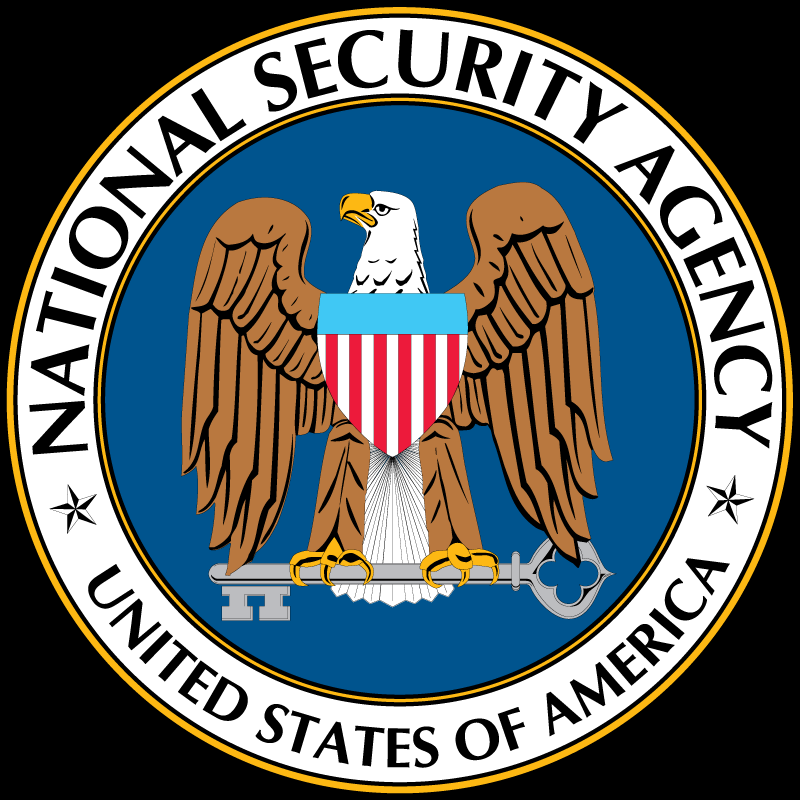 NATIONAL SECURITY AGENCY
UNITED STATES OF AMERICA